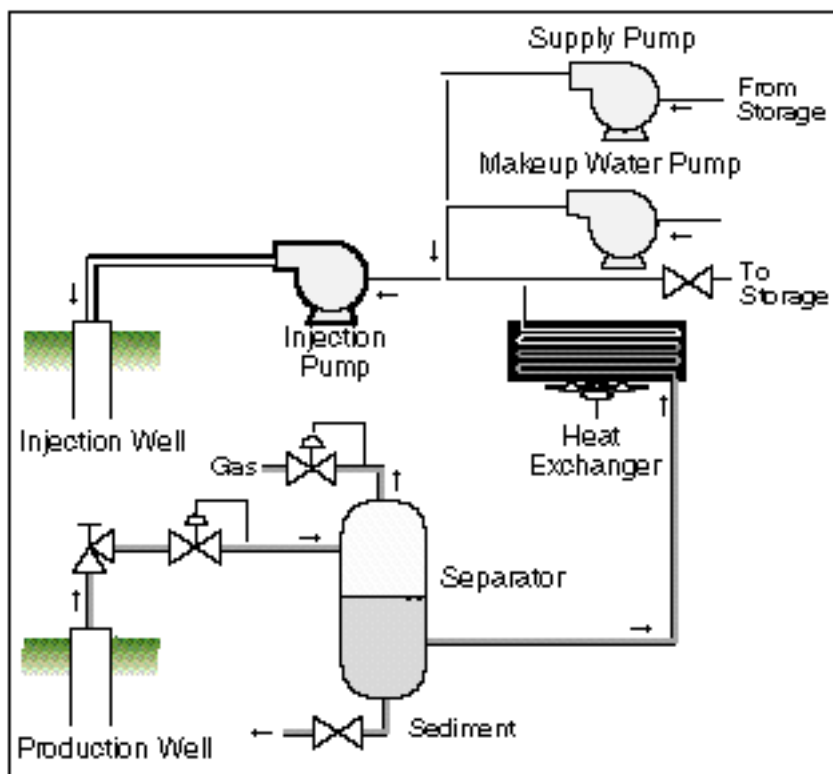 Supply Pump
From
Storage
Makeup Water Pump
To
Storage
Injection
Pump
Injection Well
Heat
Exchanger
Gas
Separator
Sediment
Production Well